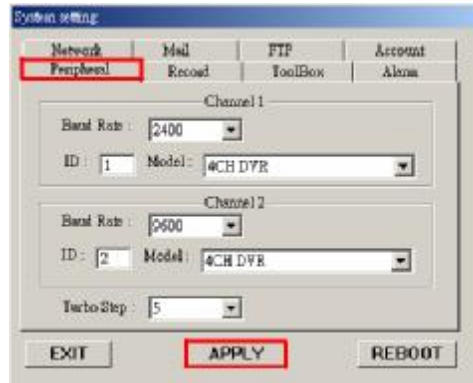 System setting
Network Mail FTP Account
Peripheral Record ToolBox Alarm
Channel 1
Baud Rate : 2400
ID : 1 Model : 4CH DVR
Channel 2
Baud Rate : 9600
ID : 2 Model : 4CH DVR
Turbo Step : 5
EXIT APPLY REBOOT